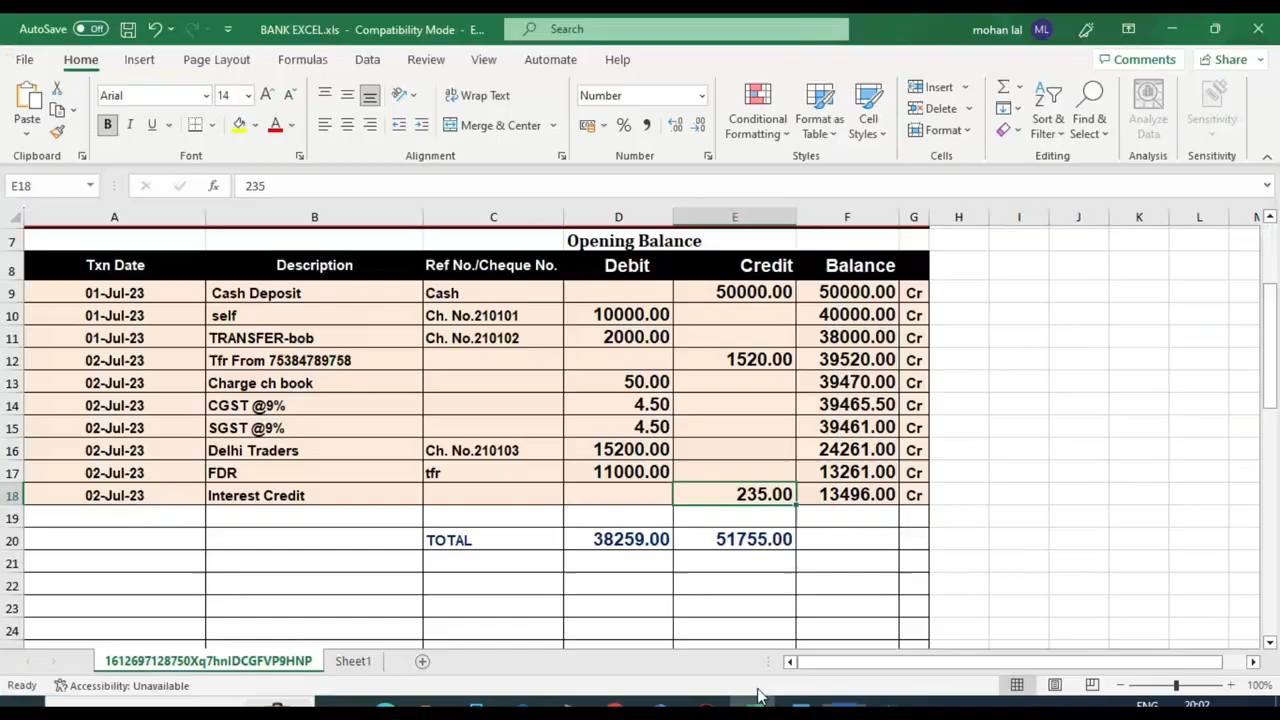 AutoSave Off BANK EXCEL.xls - Compatibility Mode - E... Search mohan lal ML
File Home Insert Page Layout Formulas Data Review View Automate Help Comments Share
Paste Arial 14 Wrap Text Merge & Center Number Conditional Formatting Format as Table Cell Styles Insert Delete Format Sort & Filter Find & Select Analyze Data Sensitivity
Clipboard Font Alignment Number Styles Cells Editing Analysis Sensitivity
E18 fx 235
A B C D E F G H I J K L M
7 Opening Balance
8 Txn Date Description Ref No./Cheque No. Debit Credit Balance
9 01-Jul-23 Cash Deposit Cash 50000.00 50000.00 Cr
10 01-Jul-23 self Ch. No.210101 10000.00 40000.00 Cr
11 01-Jul-23 TRANSFER-bob Ch. No.210102 2000.00 38000.00 Cr
12 02-Jul-23 Tfr From 75384789758 1520.00 39520.00 Cr
13 02-Jul-23 Charge ch book 50.00 39470.00 Cr
14 02-Jul-23 CGST @9% 4.50 39465.50 Cr
15 02-Jul-23 SGST @9% 4.50 39461.00 Cr
16 02-Jul-23 Delhi Traders Ch. No.210103 15200.00 24261.00 Cr
17 02-Jul-23 FDR tfr 11000.00 13261.00 Cr
18 02-Jul-23 Interest Credit 235.00 13496.00 Cr
19
20 TOTAL 38259.00 51755.00
21
22
23
24
1612697128750Xq7hnIDCGFVP9HNP Sheet1
Ready Accessibility: Unavailable 100%
ENG 20:02